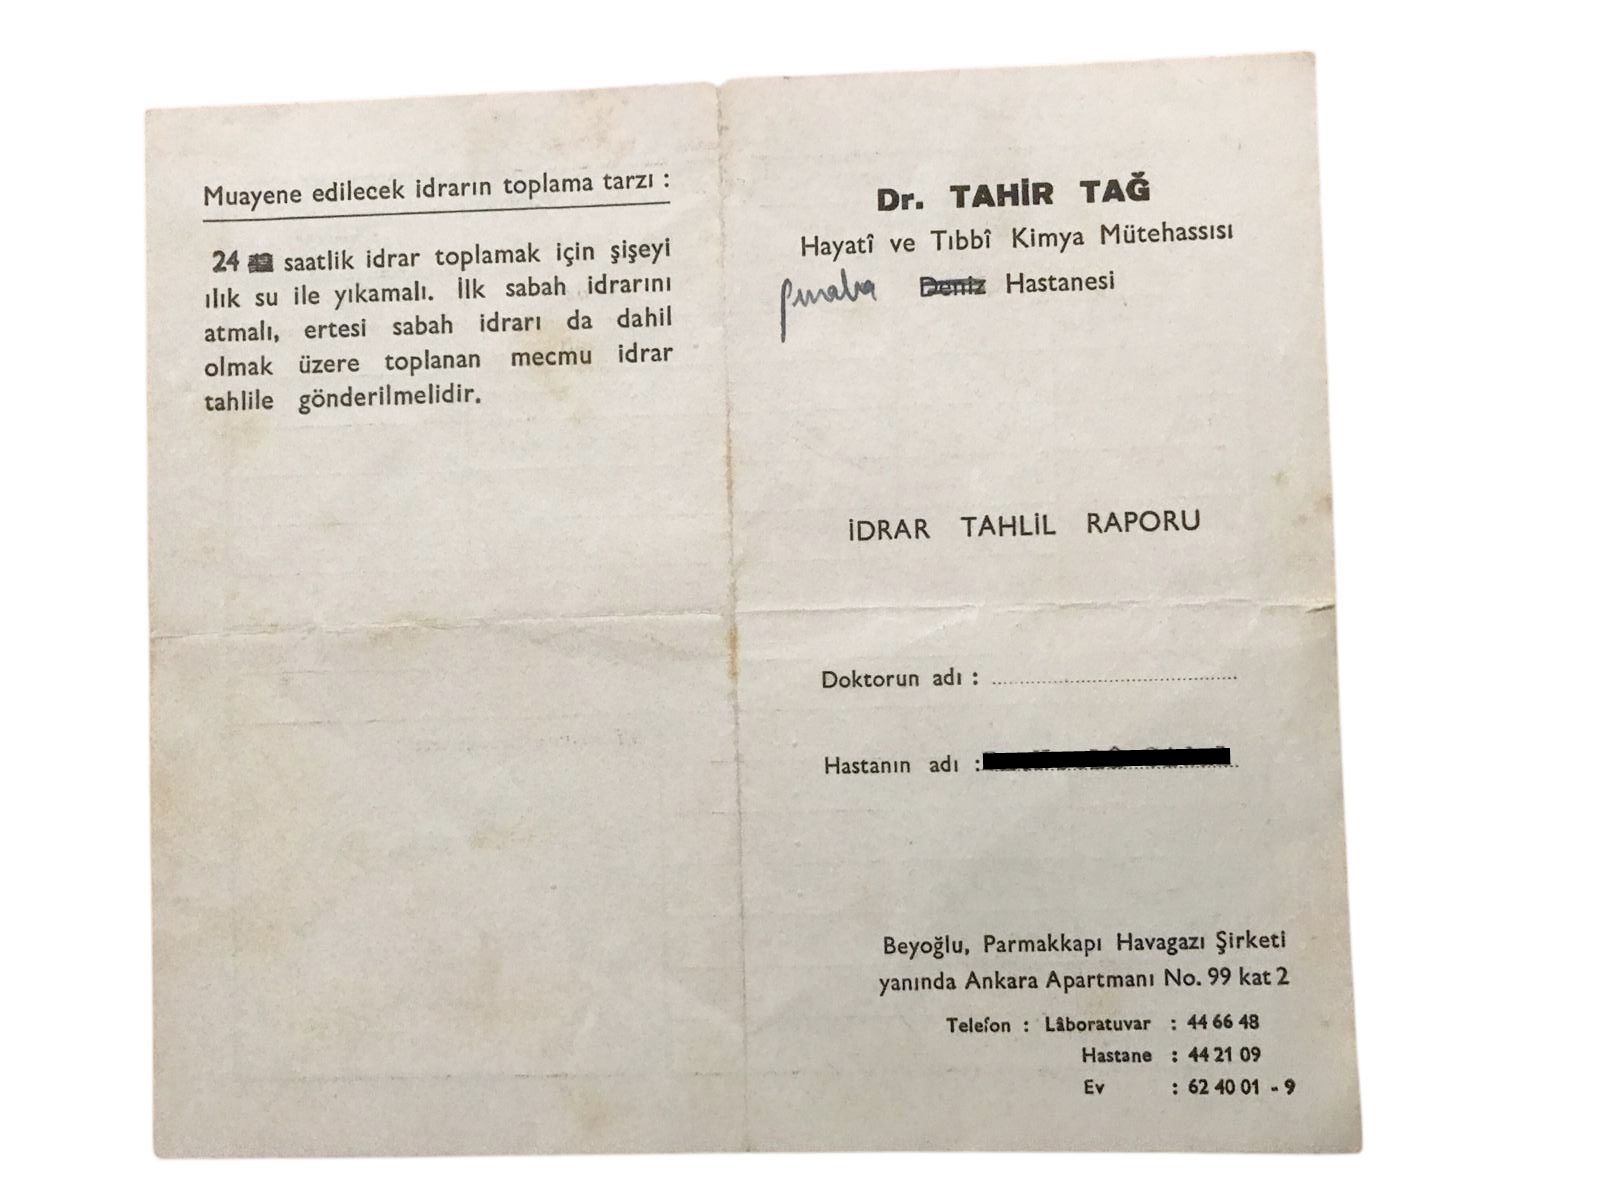 Muayene edilecek idrarın toplama tarzı :
24 saatlik idrar toplamak için şişeyi
ılık su ile yıkamalı. İlk sabah idrarını
atmalı, ertesi sabah idrarı da dahil
olmak üzere toplanan mecmu idrar
tahlile gönderilmelidir.
Dr. TAHİR TAĞ
Hayatî ve Tıbbî Kimya Mütehassısı
Deniz Hastanesi
İDRAR TAHLİL RAPORU
Doktorun adı :
Hastanın adı :
Beyoğlu, Parmakkapı Havagazı Şirketi
yanında Ankara Apartmanı No. 99 kat 2
Telefon : Lâboratuvar : 44 66 48
Hastane : 44 21 09
Ev : 62 40 01 - 9